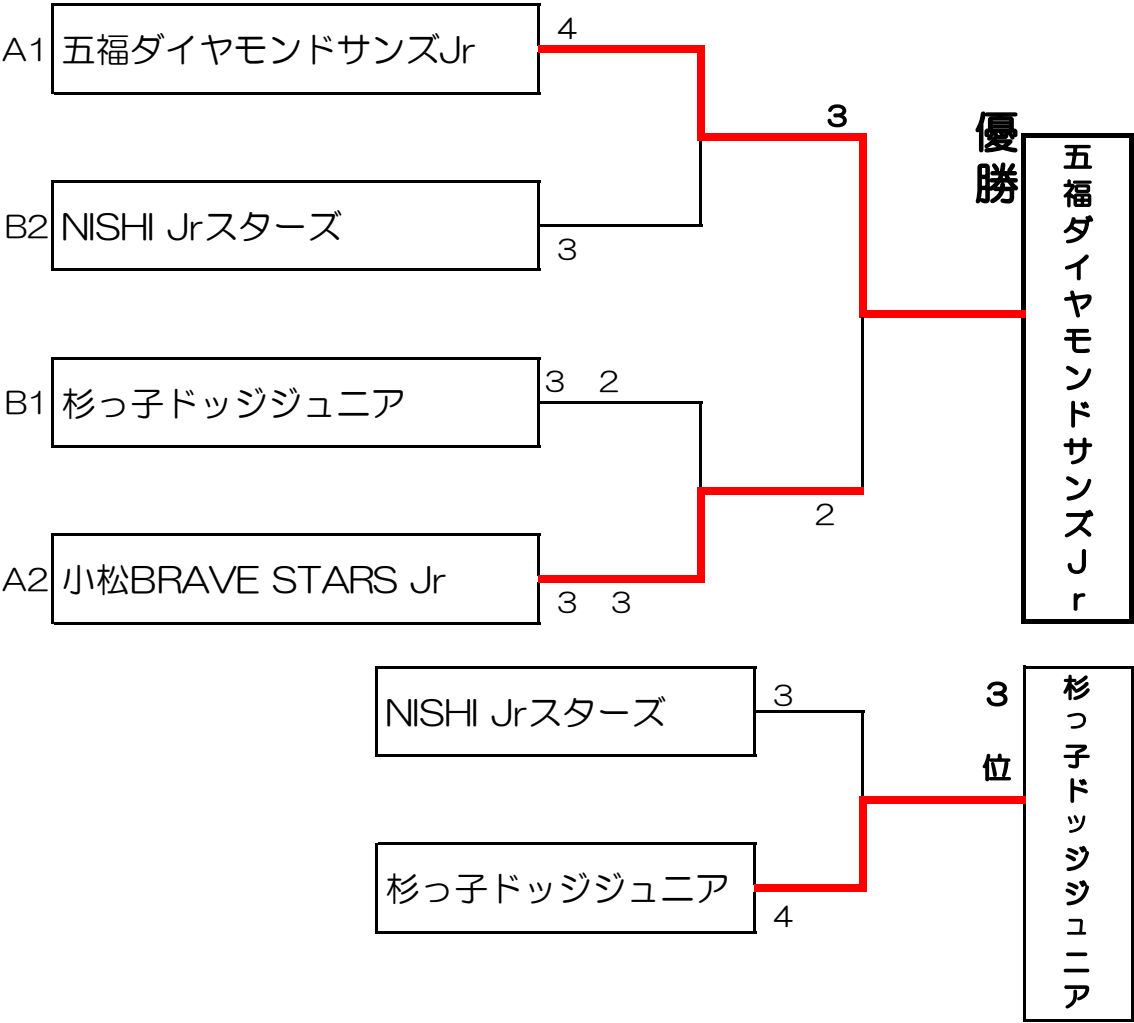 A1 五福ダイヤモンドサンズJr 4
3
優勝
五福ダイヤモンドサンズJr
B2 NISHI Jrスターズ 3
B1 杉っ子ドッジジュニア 3 2
2
A2 小松BRAVE STARS Jr 3 3
NISHI Jrスターズ 3
3位
杉っ子ドッジジュニア
杉っ子ドッジジュニア 4